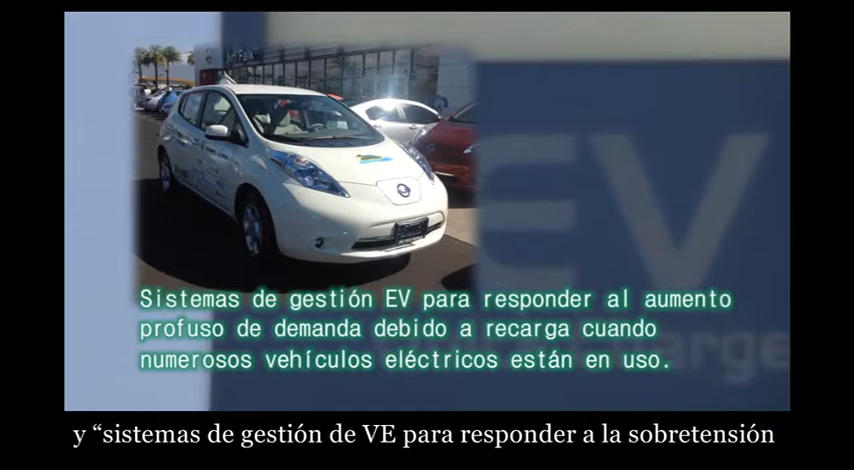 EV
Sistemas de gestión EV para responder al aumento
profuso de demanda debido a recarga cuando
numerosos vehículos eléctricos están en uso.
y “sistemas de gestión de VE para responder a la sobretensión